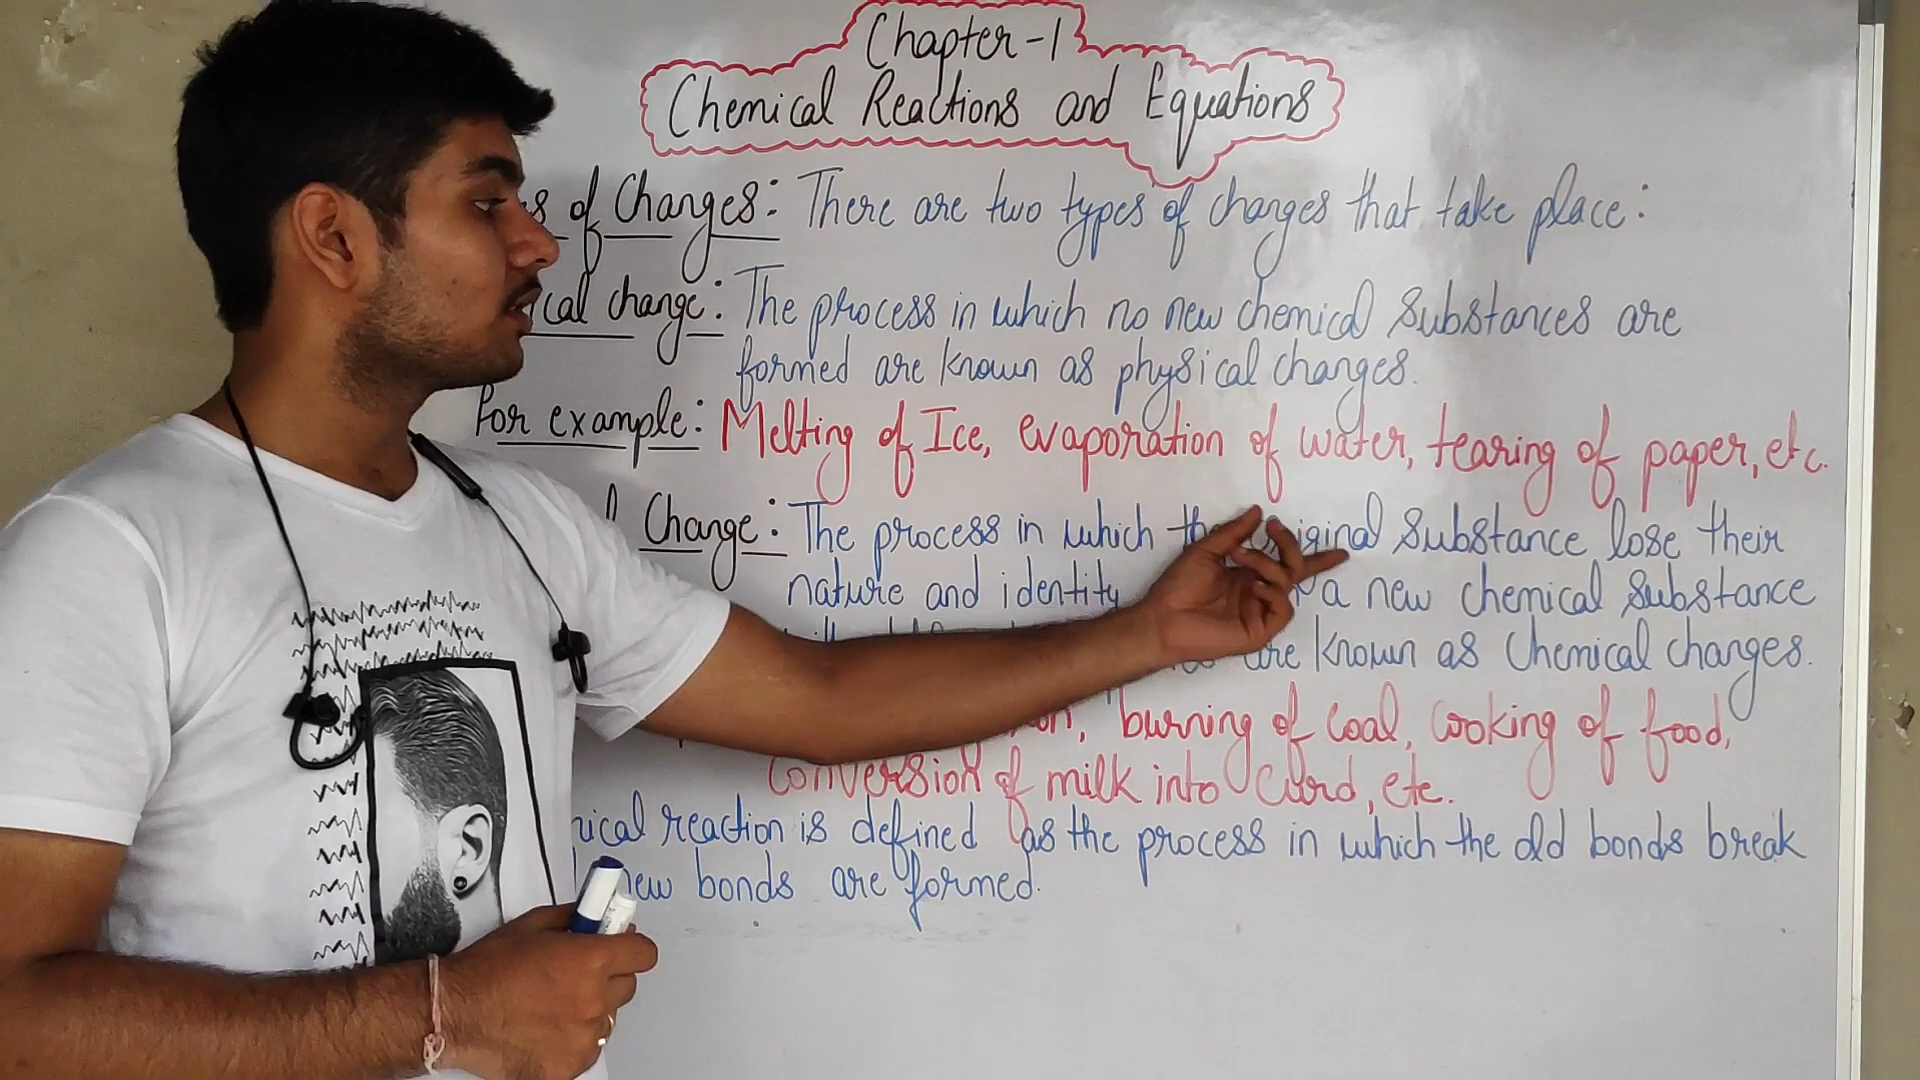 Chapter-1
Chemical Reactions and Equations
of Changes: There are two types of changes that take place:
ical change: The process in which no new chemical substances are
formed are known as physical changes.
For example: Melting of Ice, evaporation of water, tearing of paper, etc.
Change: The process in which the original substance lose their
nature and identity a new chemical substance
are known as chemical changes.
burning of coal, cooking of food,
conversion of milk into curd, etc.
ical reaction is defined as the process in which the old bonds break
new bonds are formed.